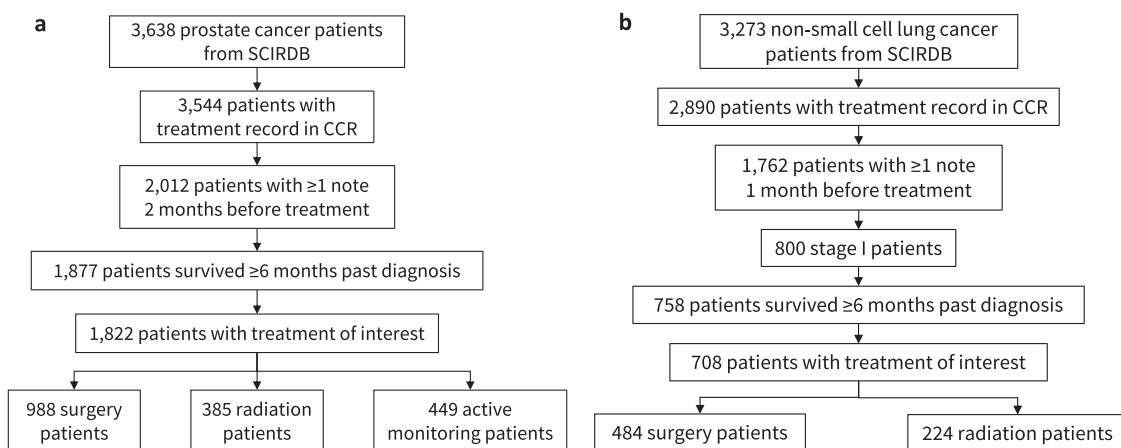 a
3,638 prostate cancer patients
from SCIRDB
3,544 patients with
treatment record in CCR
2,012 patients with ≥1 note
2 months before treatment
1,877 patients survived ≥6 months past diagnosis
1,822 patients with treatment of interest
988 surgery
patients
385 radiation
patients
449 active
monitoring patients
b
3,273 non-small cell lung cancer
patients from SCIRDB
2,890 patients with treatment record in CCR
1,762 patients with ≥1 note
1 month before treatment
800 stage I patients
758 patients survived ≥6 months past diagnosis
708 patients with treatment of interest
484 surgery patients
224 radiation patients